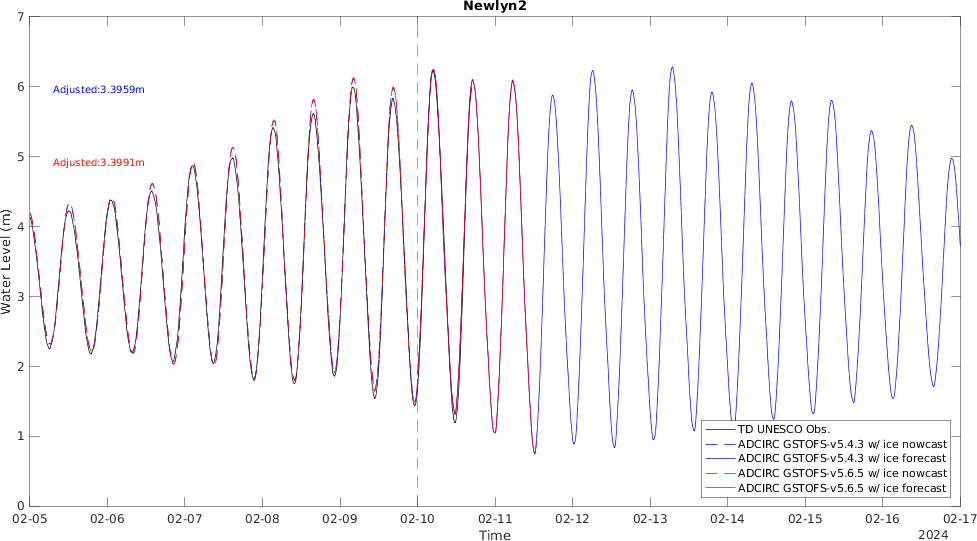 Newlyn2
7
6
5
4
3
2
1
0
Water Level (m)
Adjusted:3.3959m
Adjusted:3.3991m
TD UNESCO Obs.
ADCIRC GSTOFS-v5.4.3 w/ ice nowcast
ADCIRC GSTOFS-v5.4.3 w/ ice forecast
ADCIRC GSTOFS-v5.6.5 w/ ice nowcast
ADCIRC GSTOFS-v5.6.5 w/ ice forecast
02-05 02-06 02-07 02-08 02-09 02-10 02-11 02-12 02-13 02-14 02-15 02-16 02-17
Time
2024